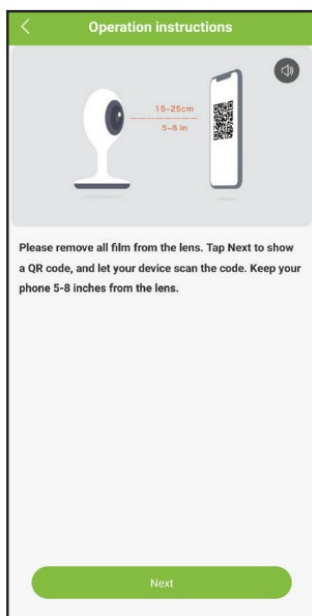 Operation instructions
15-25cm
5-8 in
Please remove all film from the lens. Tap Next to show
a QR code, and let your device scan the code. Keep your
phone 5-8 inches from the lens.
Next